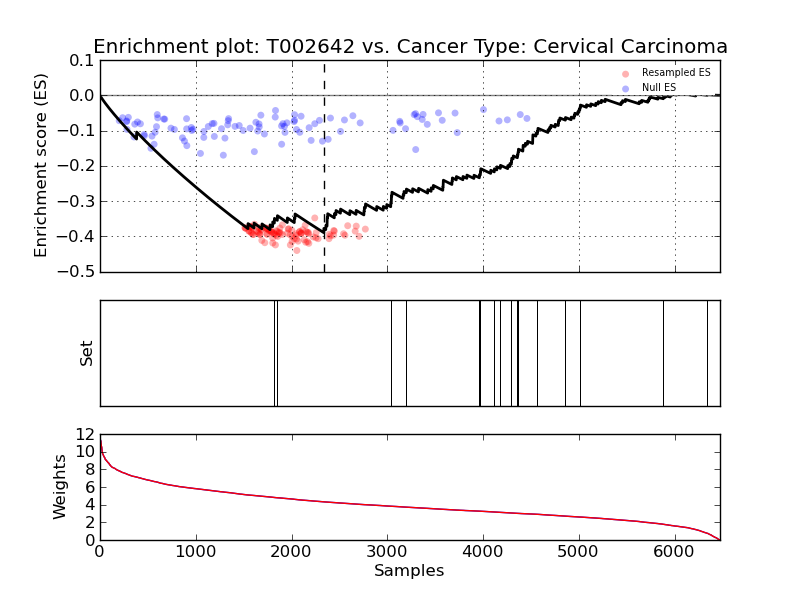 Enrichment plot: T002642 vs. Cancer Type: Cervical Carcinoma
0.1
0.0
−0.1
−0.2
−0.3
−0.4
−0.5
Enrichment score (ES)
Resampled ES
Null ES
Set
12
10
8
6
4
2
0
Weights
0 1000 2000 3000 4000 5000 6000
Samples